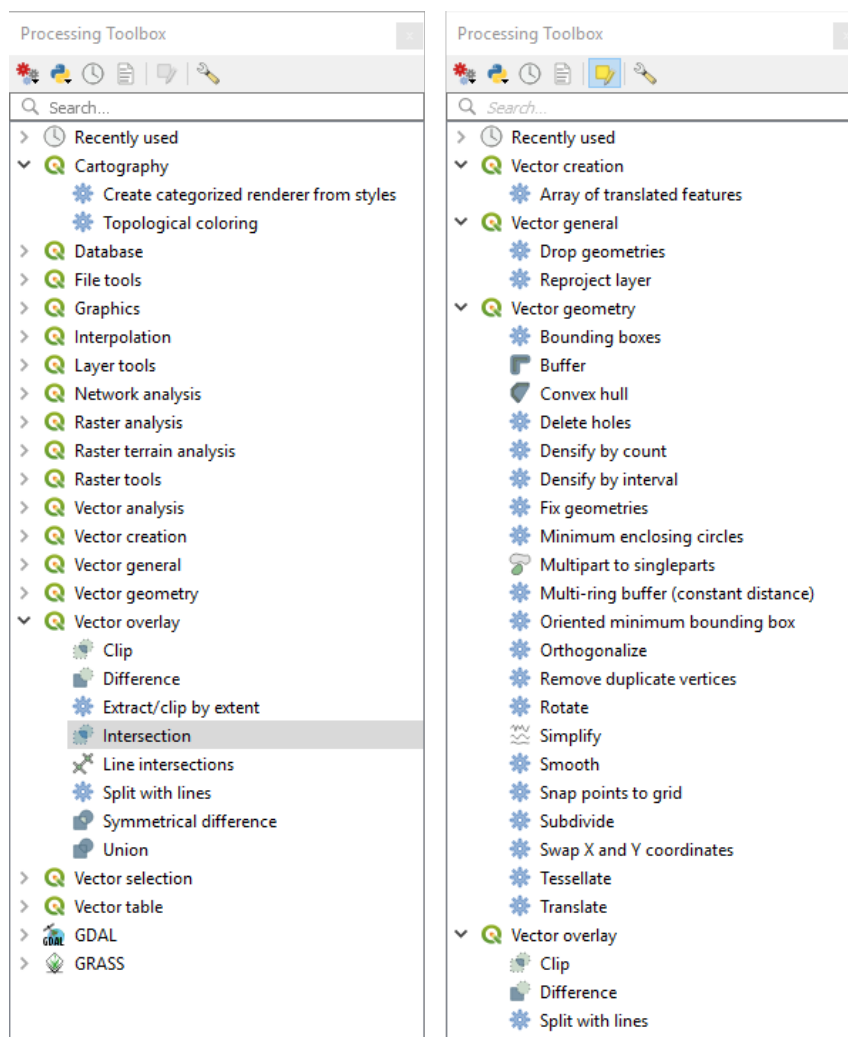 Processing Toolbox
Search...
Recently used
Cartography
Create categorized renderer from styles
Topological coloring
Database
File tools
Graphics
Interpolation
Layer tools
Network analysis
Raster analysis
Raster terrain analysis
Raster tools
Vector analysis
Vector creation
Vector general
Vector geometry
Vector overlay
Clip
Difference
Extract/clip by extent
Intersection
Line intersections
Split with lines
Symmetrical difference
Union
Vector selection
Vector table
GDAL
GRASS
Processing Toolbox
Search...
Recently used
Vector creation
Array of translated features
Vector general
Drop geometries
Reproject layer
Vector geometry
Bounding boxes
Buffer
Convex hull
Delete holes
Densify by count
Densify by interval
Fix geometries
Minimum enclosing circles
Multipart to singleparts
Multi-ring buffer (constant distance)
Oriented minimum bounding box
Orthogonalize
Remove duplicate vertices
Rotate
Simplify
Smooth
Snap points to grid
Subdivide
Swap X and Y coordinates
Tessellate
Translate
Vector overlay
Clip
Difference
Split with lines